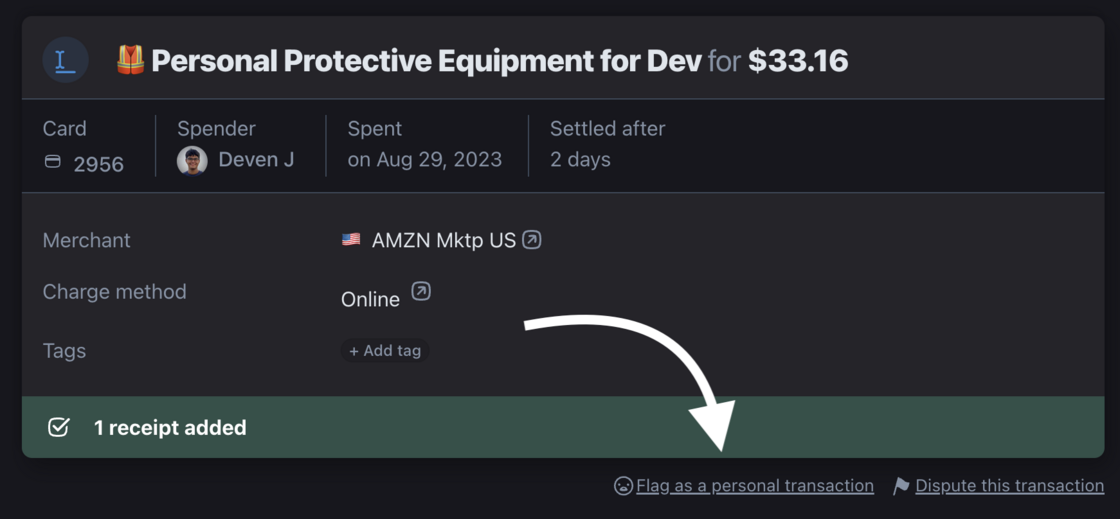 Personal Protective Equipment for Dev for $33.16
Card
Spender
Spent
Settled after
2956
Deven J
on Aug 29, 2023
2 days
Merchant
AMZN Mktp US
Charge method
Online
Tags
+ Add tag
1 receipt added
Flag as a personal transaction
Dispute this transaction